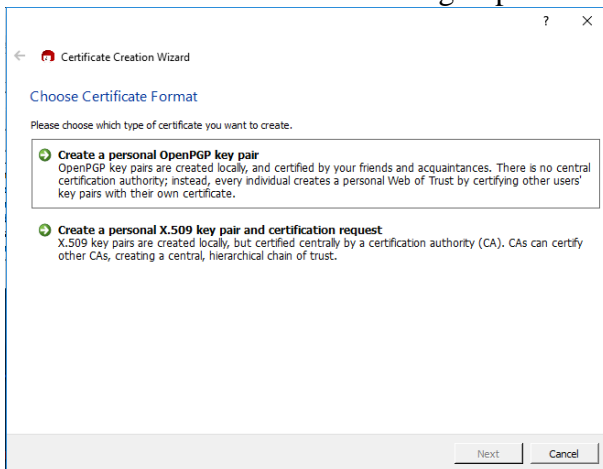 ? ×
← Certificate Creation Wizard
Choose Certificate Format
Please choose which type of certificate you want to create.
Create a personal OpenPGP key pair
OpenPGP key pairs are created locally, and certified by your friends and acquaintances. There is no central
certification authority; instead, every individual creates a personal Web of Trust by certifying other users'
key pairs with their own certificate.
Create a personal X.509 key pair and certification request
X.509 key pairs are created locally, but certified centrally by a certification authority (CA). CAs can certify
other CAs, creating a central, hierarchical chain of trust.
Next Cancel